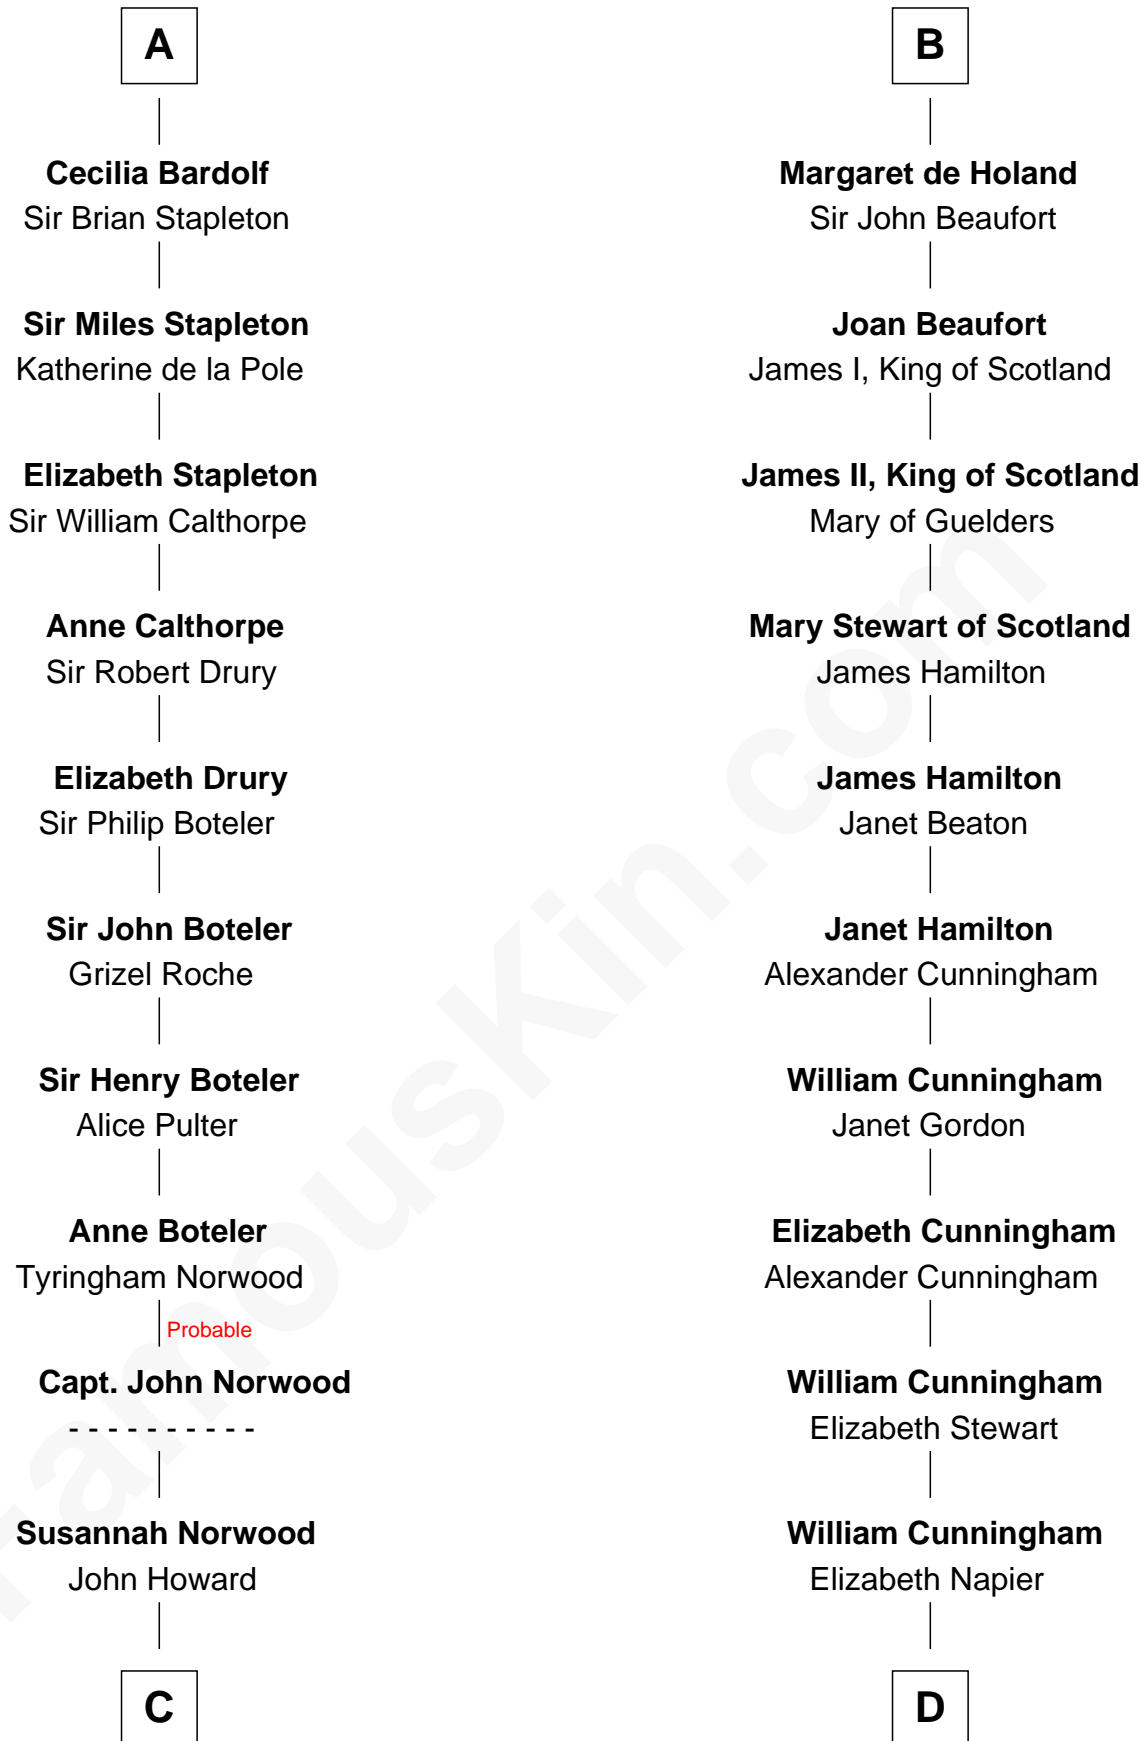 A
Cecilia Bardolf
Sir Brian Stapleton
Sir Miles Stapleton
Katherine de la Pole
Elizabeth Stapleton
Sir William Calthorpe
Anne Calthorpe
Sir Robert Drury
Elizabeth Drury
Sir Philip Boteler
Sir John Boteler
Grizel Roche
Sir Henry Boteler
Alice Pulter
Anne Boteler
Tyringham Norwood
Probable
Capt. John Norwood
- - - - - - - - - -
Susannah Norwood
John Howard
C
B
Margaret de Holand
Sir John Beaufort
Joan Beaufort
James I, King of Scotland
James II, King of Scotland
Mary of Guelders
Mary Stewart of Scotland
James Hamilton
James Hamilton
Janet Beaton
Janet Hamilton
Alexander Cunningham
William Cunningham
Janet Gordon
Elizabeth Cunningham
Alexander Cunningham
William Cunningham
Elizabeth Stewart
William Cunningham
Elizabeth Napier
D
FamousKin.com